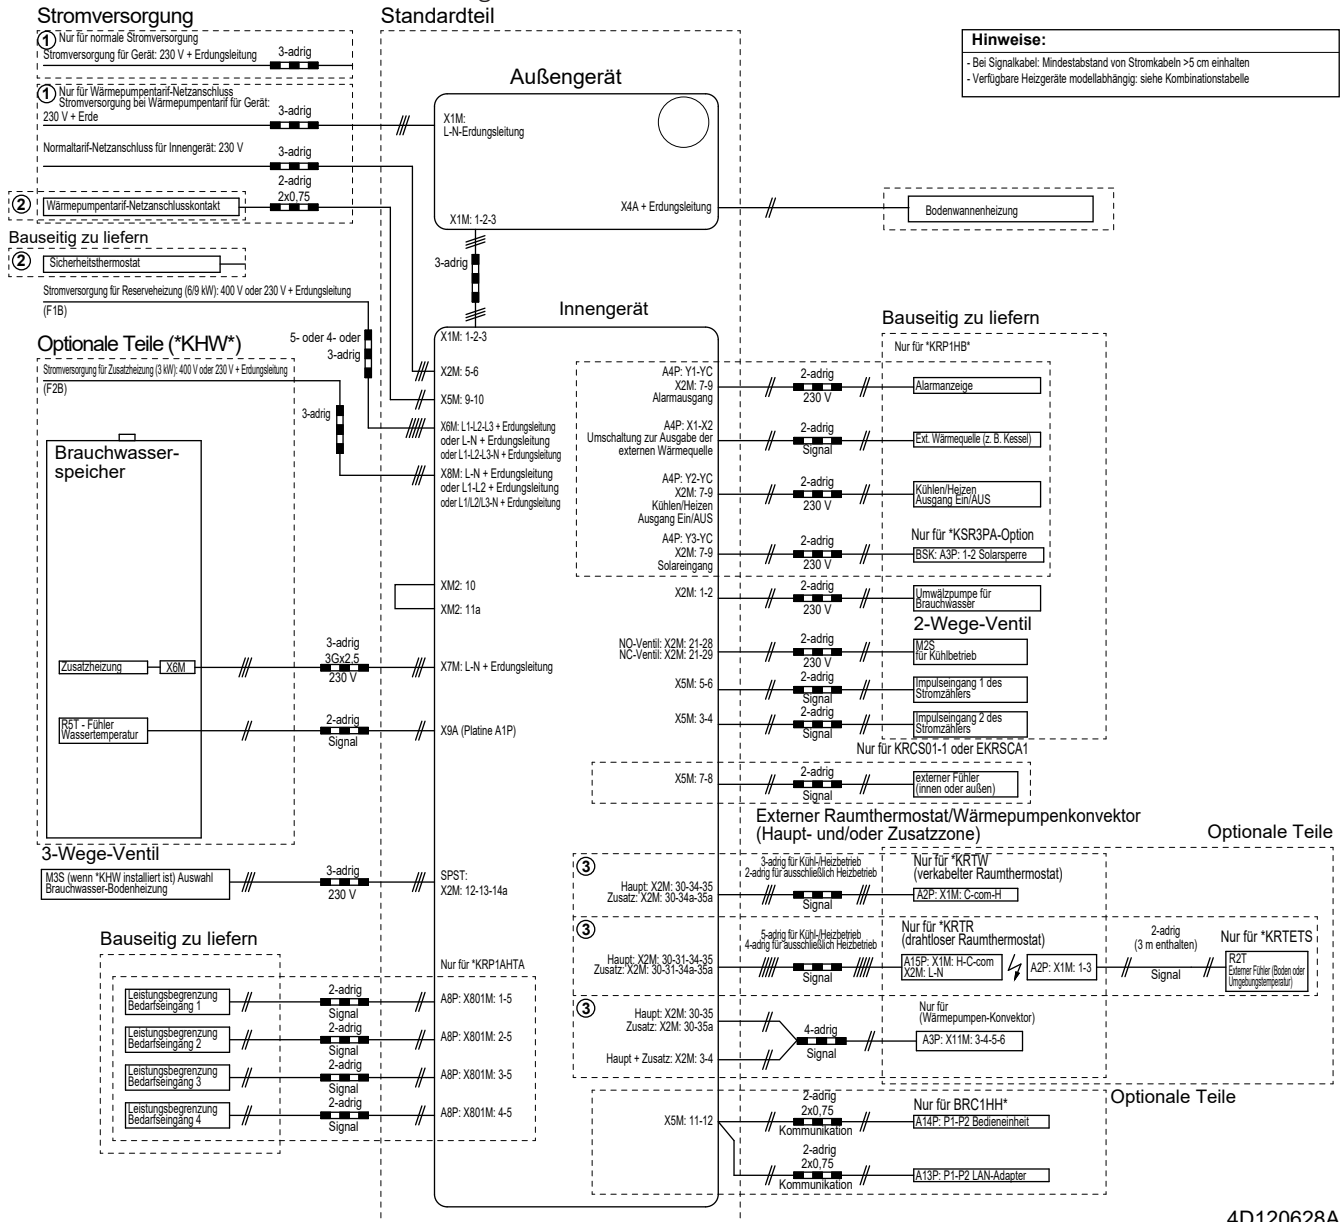 Stromversorgung
① Nur für normale Stromversorgung
Stromversorgung für Gerät: 230 V + Erdungsleitung
3-adrig
① Nur für Wärmepumpentarif-Netzanschluss
Stromversorgung bei Wärmepumpentarif für Gerät:
230 V + Erde
3-adrig
Normaltarif-Netzanschluss für Innengerät: 230 V
3-adrig
2-adrig
2x0,75
② Wärmepumpentarif-Netzanschlusskontakt
Bauseitig zu liefern
② Sicherheitsthermostat
Stromversorgung für Reserveheizung (6/9 kW): 400 V oder 230 V + Erdungsleitung
(F1B)
5- oder 4- oder
3-adrig
Optionale Teile (*KHW*)
Stromversorgung für Zusatzheizung (3 kW): 400 V oder 230 V + Erdungsleitung
(F2B)
3-adrig
Brauchwasser-
speicher
Zusatzheizung
X6M
3-adrig
3Gx2,5
230 V
R5T - Fühler
Wassertemperatur
2-adrig
Signal
3-Wege-Ventil
M3S (wenn *KHW installiert ist) Auswahl
Brauchwasser-Bodenheizung
3-adrig
230 V
Bauseitig zu liefern
Leistungsbegrenzung
Bedarfseingang 1
2-adrig
Signal
Leistungsbegrenzung
Bedarfseingang 2
2-adrig
Signal
Leistungsbegrenzung
Bedarfseingang 3
2-adrig
Signal
Leistungsbegrenzung
Bedarfseingang 4
2-adrig
Signal
Standardteil
Außengerät
X1M:
L-N-Erdungsleitung
X4A + Erdungsleitung
X1M: 1-2-3
3-adrig
Innengerät
X1M: 1-2-3
X2M: 5-6
X5M: 9-10
X6M: L1-L2-L3 + Erdungsleitung
oder L-N + Erdungsleitung
oder L1-L2-L3-N + Erdungsleitung
X8M: L-N + Erdungsleitung
oder L1-L2 + Erdungsleitung
oder L1/L2/L3-N + Erdungsleitung
XM2: 10
XM2: 11a
X7M: L-N + Erdungsleitung
X9A (Platine A1P)
SPST:
X2M: 12-13-14a
Nur für *KRP1AHTA
A8P: X801M: 1-5
A8P: X801M: 2-5
A8P: X801M: 3-5
A8P: X801M: 4-5
Hinweise:
- Bei Signalkabel: Mindestabstand von Stromkabeln >5 cm einhalten
- Verfügbare Heizgeräte modellabhängig: siehe Kombinationstabelle
Bodenwannenheizung
Bauseitig zu liefern
Nur für *KRP1HB*
A4P: Y1-YC
X2M: 7-9
Alarmausgang
2-adrig
230 V
Alarmanzeige
A4P: X1-X2
Umschaltung zur Ausgabe der
externen Wärmequelle
2-adrig
Signal
Ext. Wärmequelle (z. B. Kessel)
A4P: Y2-YC
X2M: 7-9
Kühlen/Heizen
Ausgang Ein/AUS
2-adrig
230 V
Kühlen/Heizen
Ausgang Ein/AUS
Nur für *KSR3PA-Option
A4P: Y3-YC
X2M: 7-9
Solareingang
2-adrig
230 V
BSK: A3P: 1-2 Solarsperre
X2M: 1-2
2-adrig
230 V
Umwälzpumpe für
Brauchwasser
2-Wege-Ventil
NO-Ventil: X2M: 21-28
NC-Ventil: X2M: 21-29
2-adrig
230 V
M2S
für Kühlbetrieb
X5M: 5-6
2-adrig
Signal
Impulseingang 1 des
Stromzählers
X5M: 3-4
2-adrig
Signal
Impulseingang 2 des
Stromzählers
Nur für KRCS01-1 oder EKRSCA1
X5M: 7-8
2-adrig
Signal
externer Fühler
(innen oder außen)
Externer Raumthermostat/Wärmepumpenkonvektor
(Haupt- und/oder Zusatzzone)
Optionale Teile
③
Haupt: X2M: 30-34-35
Zusatz: X2M: 30-34a-35a
3-adrig für Kühl-/Heizbetrieb
2-adrig für ausschließlich Heizbetrieb
Signal
Nur für *KRTW
(verkabelter Raumthermostat)
A2P: X1M: C-com-H
③
Haupt: X2M: 30-31-34-35
Zusatz: X2M: 30-31-34a-35a
5-adrig für Kühl-/Heizbetrieb
4-adrig für ausschließlich Heizbetrieb
Signal
Nur für *KRTR
(drahtloser Raumthermostat)
A15P: X1M: H-C-com
X2M: L-N
A2P: X1M: 1-3
2-adrig
(3 m enthalten)
Signal
Nur für *KRTETS
R2T
Externer Fühler (Boden oder
Umgebungstemperatur)
③
Haupt: X2M: 30-35
Zusatz: X2M: 30-35a
Haupt + Zusatz: X2M: 3-4
4-adrig
Signal
Nur für
(Wärmepumpen-Konvektor)
A3P: X11M: 3-4-5-6
Optionale Teile
X5M: 11-12
2-adrig
2x0,75
Kommunikation
Nur für BRC1HH*
A14P: P1-P2 Bedieneinheit
2-adrig
2x0,75
Kommunikation
A13P: P1-P2 LAN-Adapter
4D120628A